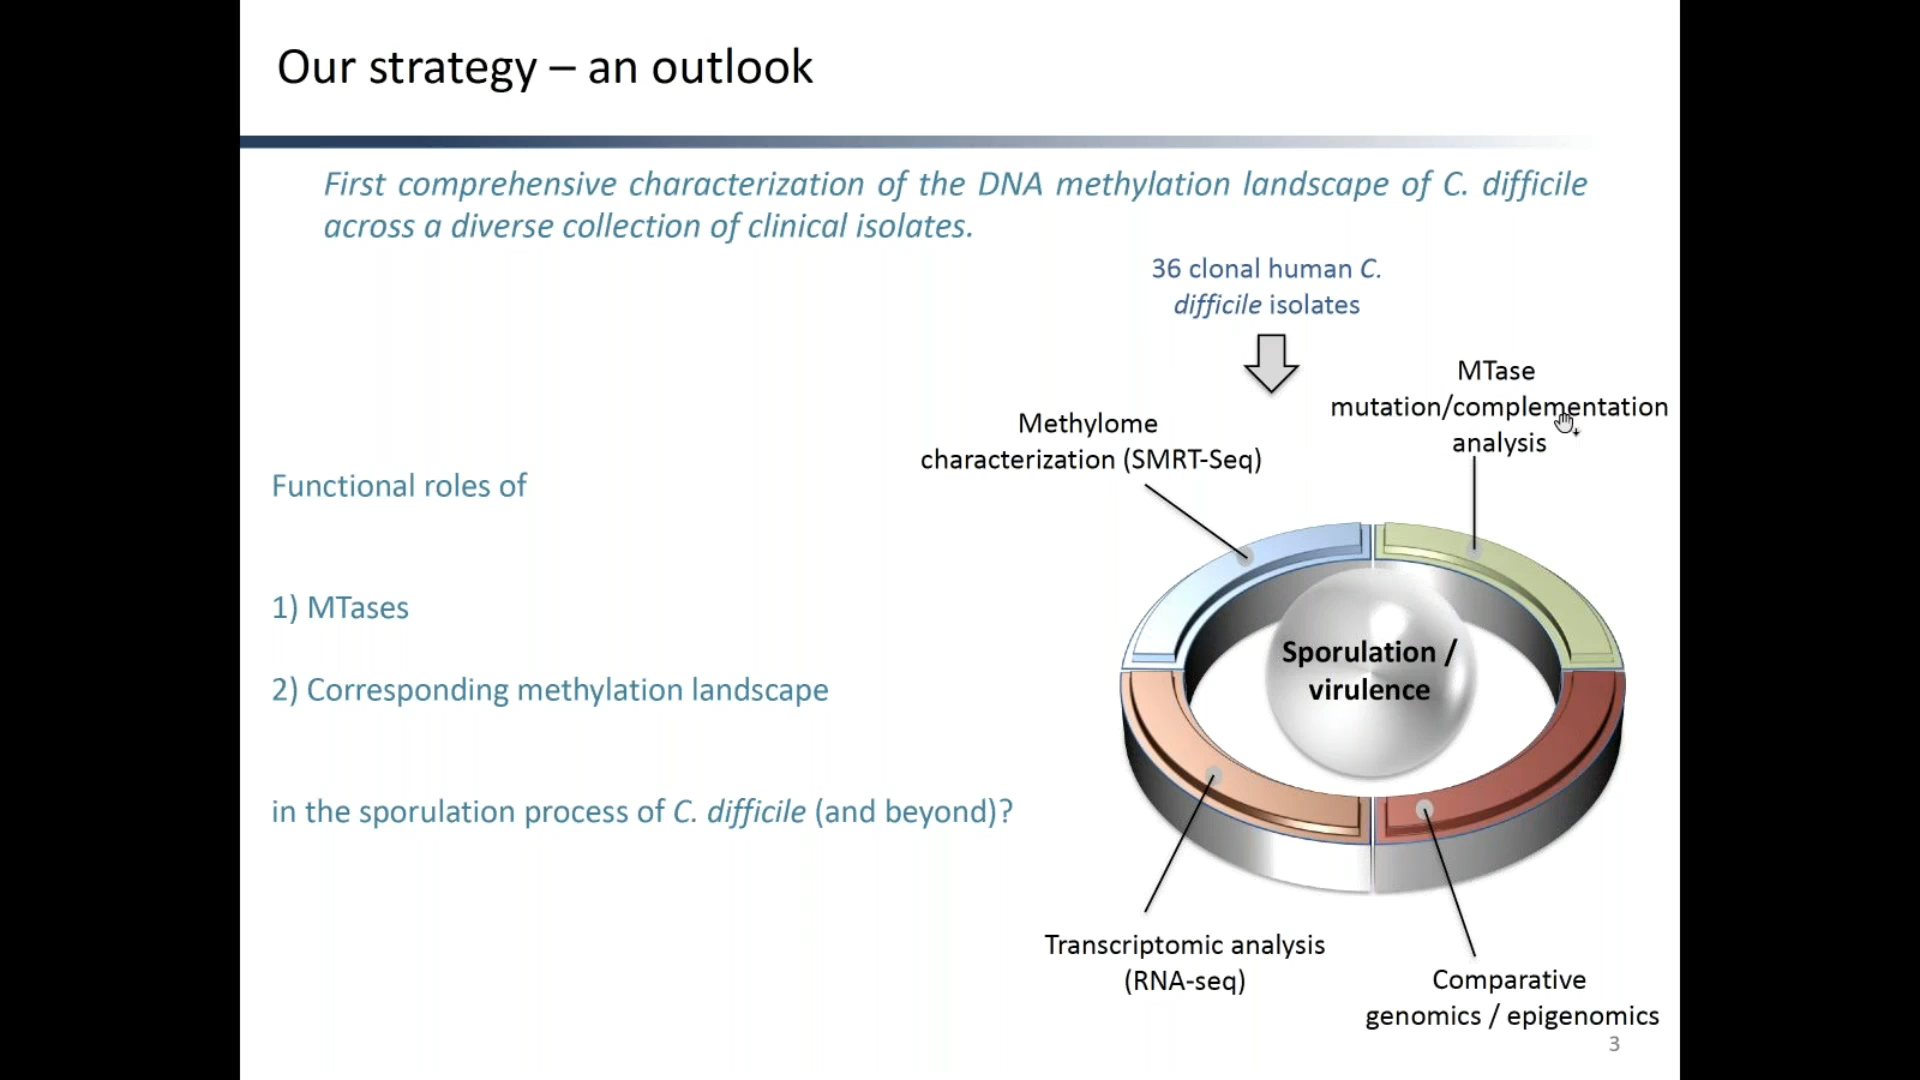 Our strategy – an outlook
First comprehensive characterization of the DNA methylation landscape of C. difficile
across a diverse collection of clinical isolates.
36 clonal human C.
difficile isolates
MTase
mutation/complementation
analysis
Methylome
characterization (SMRT-Seq)
Functional roles of
1) MTases
2) Corresponding methylation landscape
in the sporulation process of C. difficile (and beyond)?
Sporulation /
virulence
Transcriptomic analysis
(RNA-seq)
Comparative
genomics / epigenomics
3